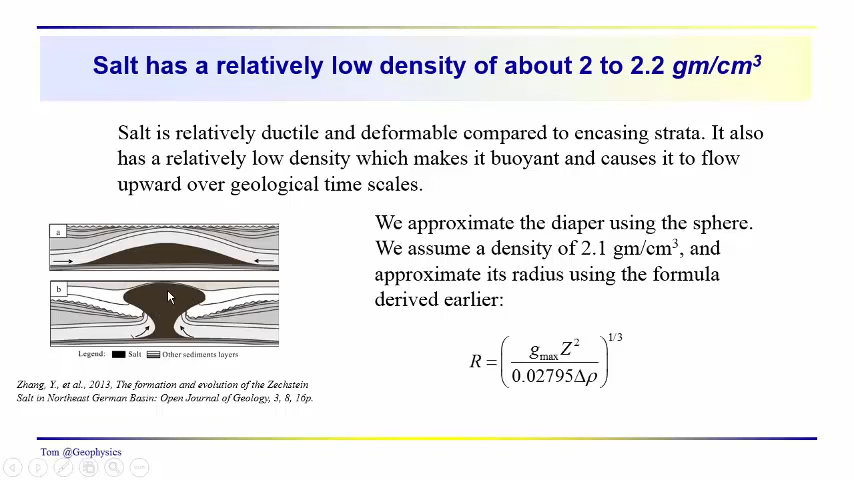 Salt has a relatively low density of about 2 to 2.2 gm/cm³
Salt is relatively ductile and deformable compared to encasing strata. It also
has a relatively low density which makes it buoyant and causes it to flow
upward over geological time scales.
We approximate the diaper using the sphere.
We assume a density of 2.1 gm/cm³, and
approximate its radius using the formula
derived earlier:
R = ( gmax Z² / 0.02795Δρ )^1/3
a
b
Legend: Salt Other sediments layers
Zhang, Y., et al., 2013, The formation and evolution of the Zechstein
Salt in Northeast German Basin: Open Journal of Geology, 3, 8, 16p.
Tom @Geophysics